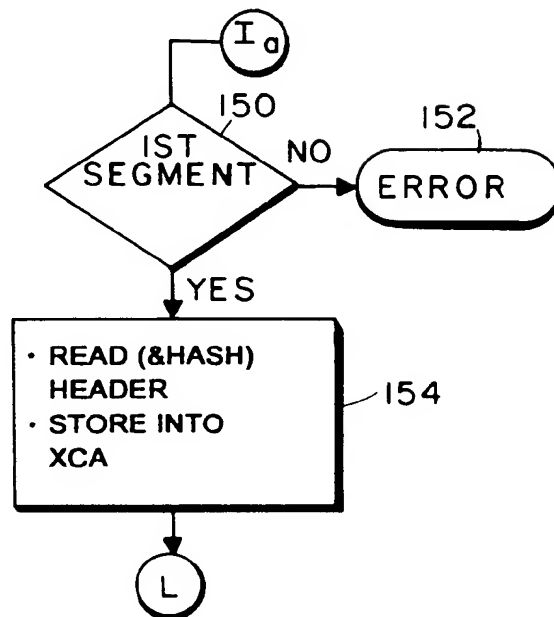 Ia
150
1ST
SEGMENT
NO
152
ERROR
YES
· READ (&HASH)
HEADER
· STORE INTO
XCA
154
L